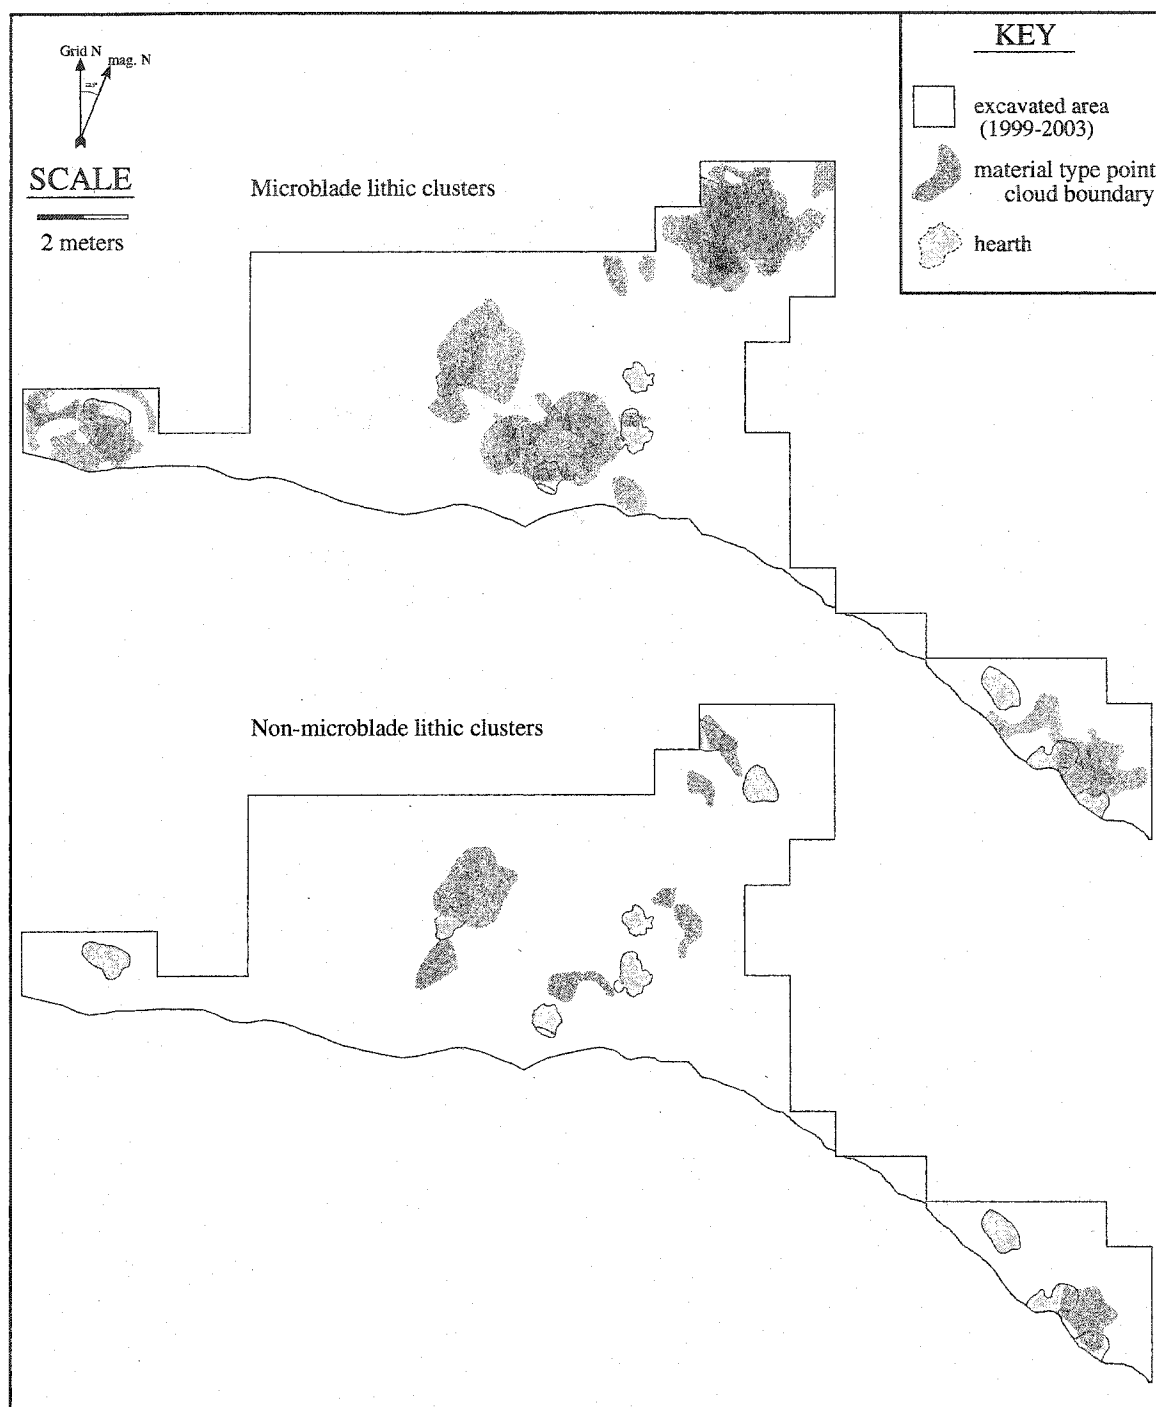 KEY
Grid N
mag. N
excavated area
(1999-2003)
SCALE
Microblade lithic clusters
material type point
cloud boundary
2 meters
hearth
Non-microblade lithic clusters